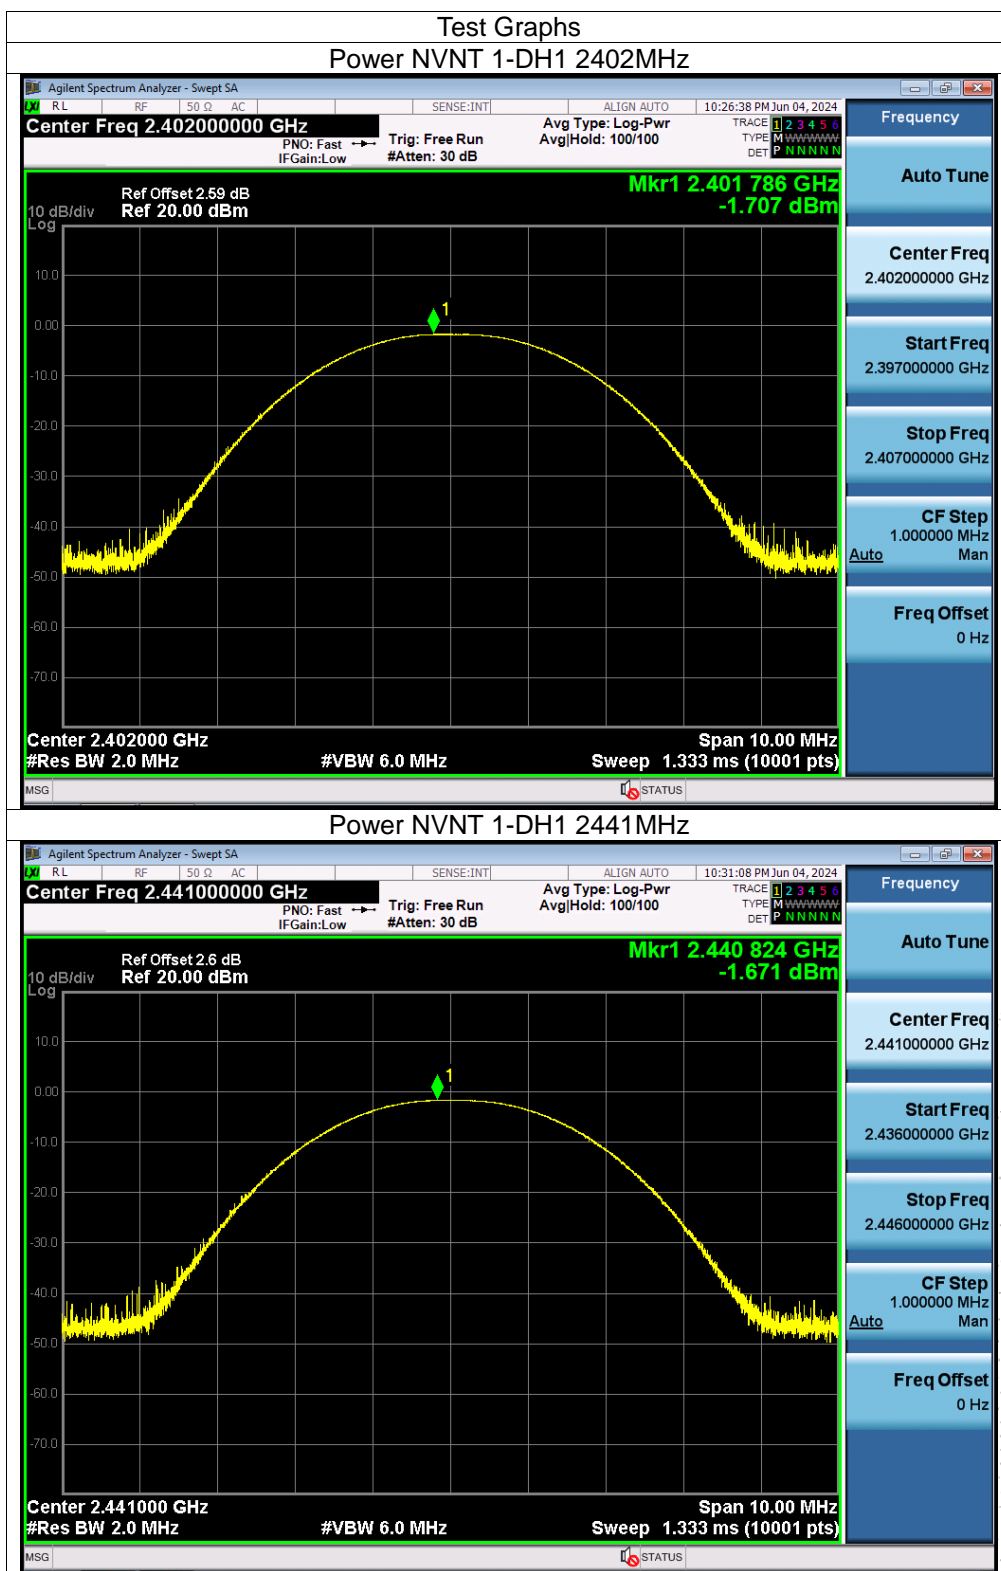 Test Graphs
Power NVNT 1-DH1 2402MHz
Agilent Spectrum Analyzer - Swept SA
LXI RL RF 50 Ω AC SENSE:INT ALIGN AUTO 10:26:38 PM Jun 04, 2024
Center Freq 2.402000000 GHz
PNO: Fast
IFGain:Low
Trig: Free Run
#Atten: 30 dB
Avg Type: Log-Pwr
Avg|Hold: 100/100
TRACE 1 2 3 4 5 6
TYPE M WWWWW
DET P N N N N N
Frequency
Auto Tune
Center Freq
2.402000000 GHz
Start Freq
2.397000000 GHz
Stop Freq
2.407000000 GHz
CF Step
1.000000 MHz
Auto Man
Freq Offset
0 Hz
Mkr1 2.401 786 GHz
-1.707 dBm
Ref Offset 2.59 dB
10 dB/div Ref 20.00 dBm
Log
10.0
0.00
-10.0
-20.0
-30.0
-40.0
-50.0
-60.0
-70.0
1
Center 2.402000 GHz Span 10.00 MHz
#Res BW 2.0 MHz #VBW 6.0 MHz Sweep 1.333 ms (10001 pts)
MSG STATUS
Power NVNT 1-DH1 2441MHz
Agilent Spectrum Analyzer - Swept SA
LXI RL RF 50 Ω AC SENSE:INT ALIGN AUTO 10:31:08 PM Jun 04, 2024
Center Freq 2.441000000 GHz
PNO: Fast
IFGain:Low
Trig: Free Run
#Atten: 30 dB
Avg Type: Log-Pwr
Avg|Hold: 100/100
TRACE 1 2 3 4 5 6
TYPE M WWWWW
DET P N N N N N
Frequency
Auto Tune
Center Freq
2.441000000 GHz
Start Freq
2.436000000 GHz
Stop Freq
2.446000000 GHz
CF Step
1.000000 MHz
Auto Man
Freq Offset
0 Hz
Mkr1 2.440 824 GHz
-1.671 dBm
Ref Offset 2.6 dB
10 dB/div Ref 20.00 dBm
Log
10.0
0.00
-10.0
-20.0
-30.0
-40.0
-50.0
-60.0
-70.0
1
Center 2.441000 GHz Span 10.00 MHz
#Res BW 2.0 MHz #VBW 6.0 MHz Sweep 1.333 ms (10001 pts)
MSG STATUS